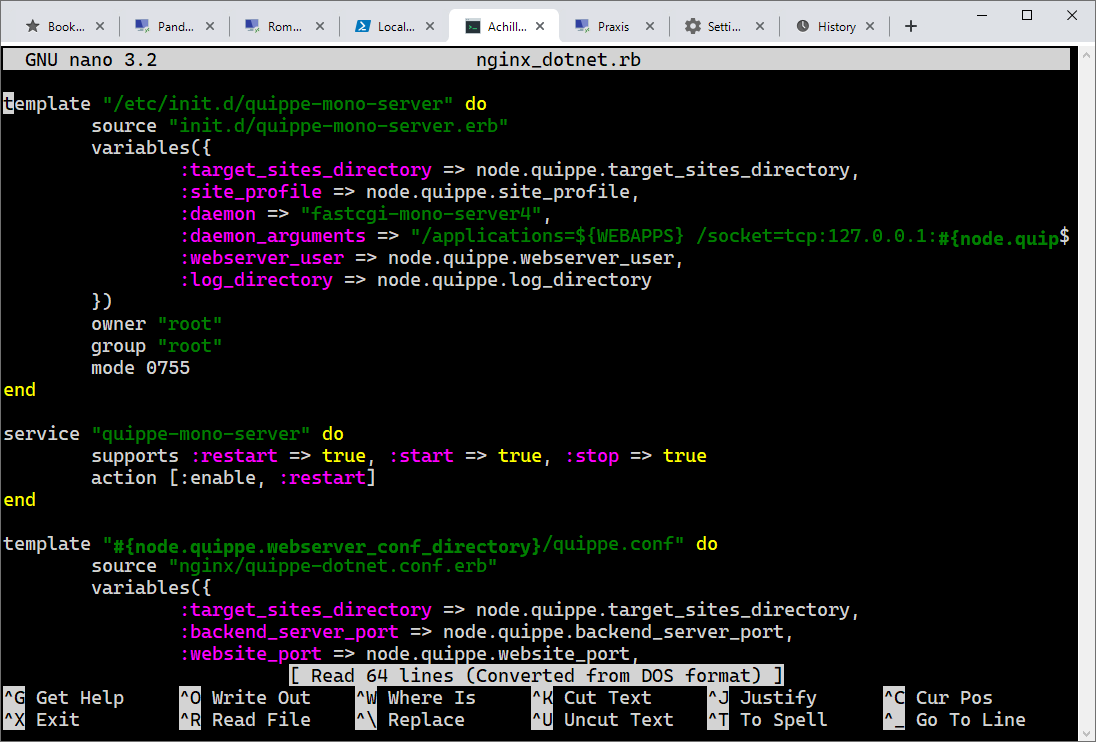 Book... Pand... Rom... Local... Achill... Praxis Setti... History
GNU nano 3.2 nginx_dotnet.rb
template "/etc/init.d/quippe-mono-server" do
source "init.d/quippe-mono-server.erb"
variables({
:target_sites_directory => node.quippe.target_sites_directory,
:site_profile => node.quippe.site_profile,
:daemon => "fastcgi-mono-server4",
:daemon_arguments => "/applications=${WEBAPPS} /socket=tcp:127.0.0.1:#{node.quip$
:webserver_user => node.quippe.webserver_user,
:log_directory => node.quippe.log_directory
})
owner "root"
group "root"
mode 0755
end
service "quippe-mono-server" do
supports :restart => true, :start => true, :stop => true
action [:enable, :restart]
end
template "#{node.quippe.webserver_conf_directory}/quippe.conf" do
source "nginx/quippe-dotnet.conf.erb"
variables({
:target_sites_directory => node.quippe.target_sites_directory,
:backend_server_port => node.quippe.backend_server_port,
:website_port => node.quippe.website_port,
[ Read 64 lines (Converted from DOS format) ]
^G Get Help ^O Write Out ^W Where Is ^K Cut Text ^J Justify ^C Cur Pos
^X Exit ^R Read File ^\ Replace ^U Uncut Text ^T To Spell ^_ Go To Line